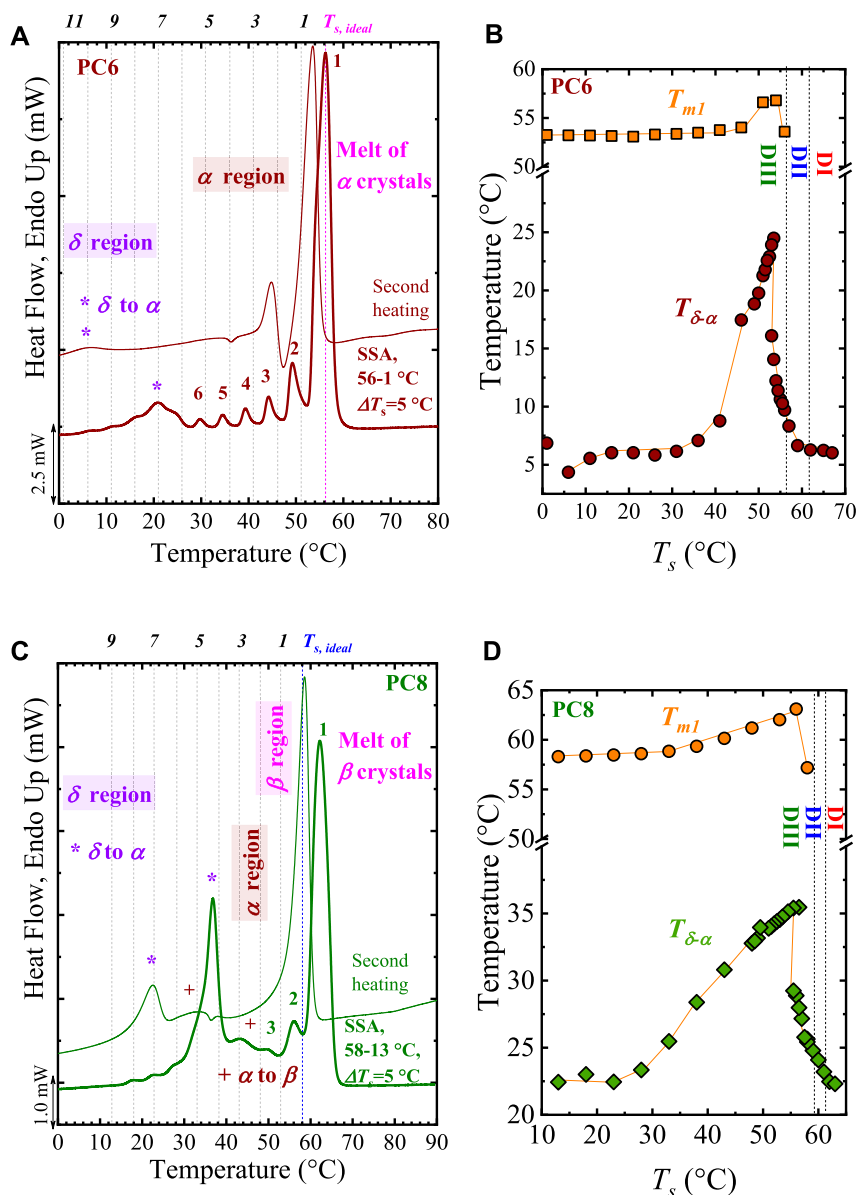 11 9 7 5 3 1 Ts, ideal
A
PC6
1
Melt of
α crystals
α region
δ region
* δ to α
*
Second
heating
SSA,
56-1 °C
ΔTs=5 °C
* 6 5 4 3 2
Heat Flow, Endo Up (mW)
2.5 mW
0 10 20 30 40 50 60 70 80
Temperature (°C)
B
PC6
60
55
50
25
20
15
10
5
Tm1
DIII DII DI
Tδ-α
Temperature (°C)
0 10 20 30 40 50 60 70
Ts (°C)
9 7 5 3 1 Ts, ideal
C
PC8
1
Melt of
β crystals
β region
δ region
* δ to α
α region
*
*
+
+
2
3
Second
heating
SSA,
58-13 °C,
ΔTs=5 °C
+ α to β
Heat Flow, Endo Up (mW)
1.0 mW
0 10 20 30 40 50 60 70 80 90
Temperature (°C)
D
PC8
65
60
55
50
40
35
30
25
20
Tm1
DIII DII DI
Tδ-α
Temperature (°C)
10 20 30 40 50 60 70
Ts (°C)